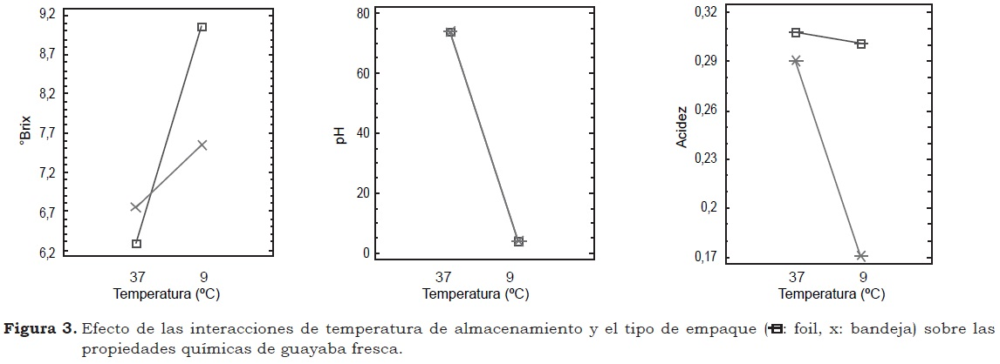 9,2
8,7
8,2
7,7
7,2
6,7
6,2
°Brix
37 9
Temperatura (ºC)
80
60
40
20
0
pH
37 9
Temperatura (ºC)
0,32
0,29
0,26
0,23
0,2
0,17
Acidez
37 9
Temperatura (ºC)
Figura 3. Efecto de las interacciones de temperatura de almacenamiento y el tipo de empaque (: foil, x: bandeja) sobre las
propiedades químicas de guayaba fresca.